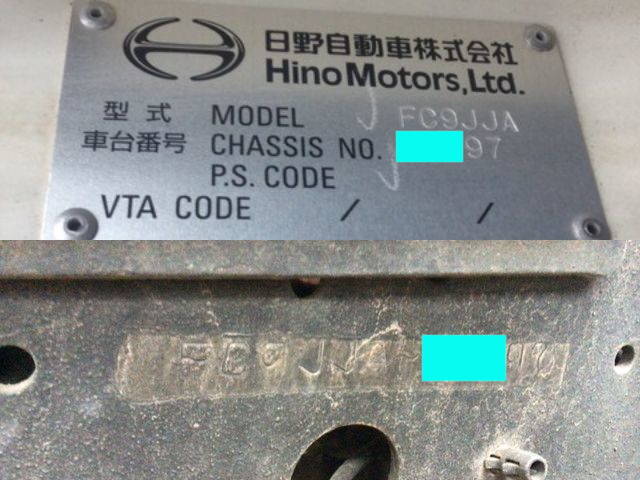 日野自動車株式会社
Hino Motors, Ltd.
型式 MODEL FC9JJA
車台番号 CHASSIS NO. 97
P.S. CODE
VTA CODE / /
FC9JJA-